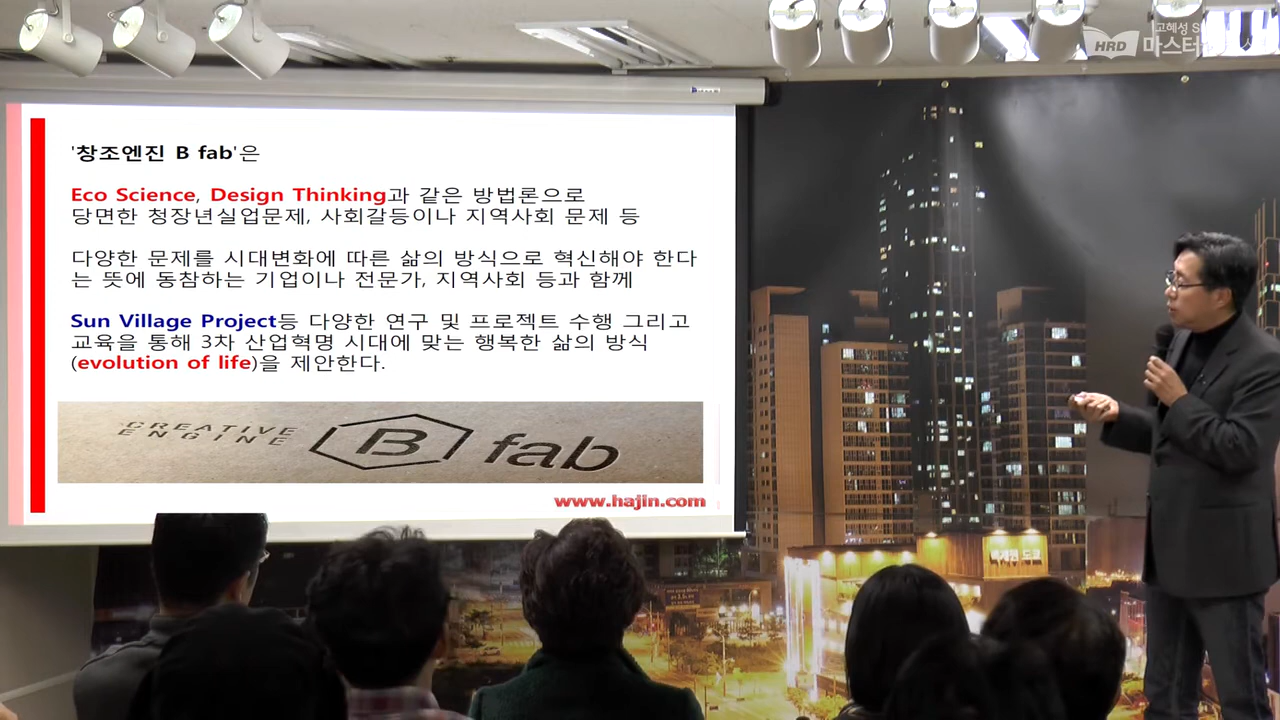 고혜성 S
HRD
마스터
'창조엔진 B fab'은
Eco Science, Design Thinking과 같은 방법론으로
당면한 청장년실업문제, 사회갈등이나 지역사회 문제 등
다양한 문제를 시대변화에 따른 삶의 방식으로 혁신해야 한다
는 뜻에 동참하는 기업이나 전문가, 지역사회 등과 함께
Sun Village Project등 다양한 연구 및 프로젝트 수행 그리고
교육을 통해 3차 산업혁명 시대에 맞는 행복한 삶의 방식
(evolution of life)을 제안한다.
CREATIVE
ENGINE
B fab
www.hajin.com